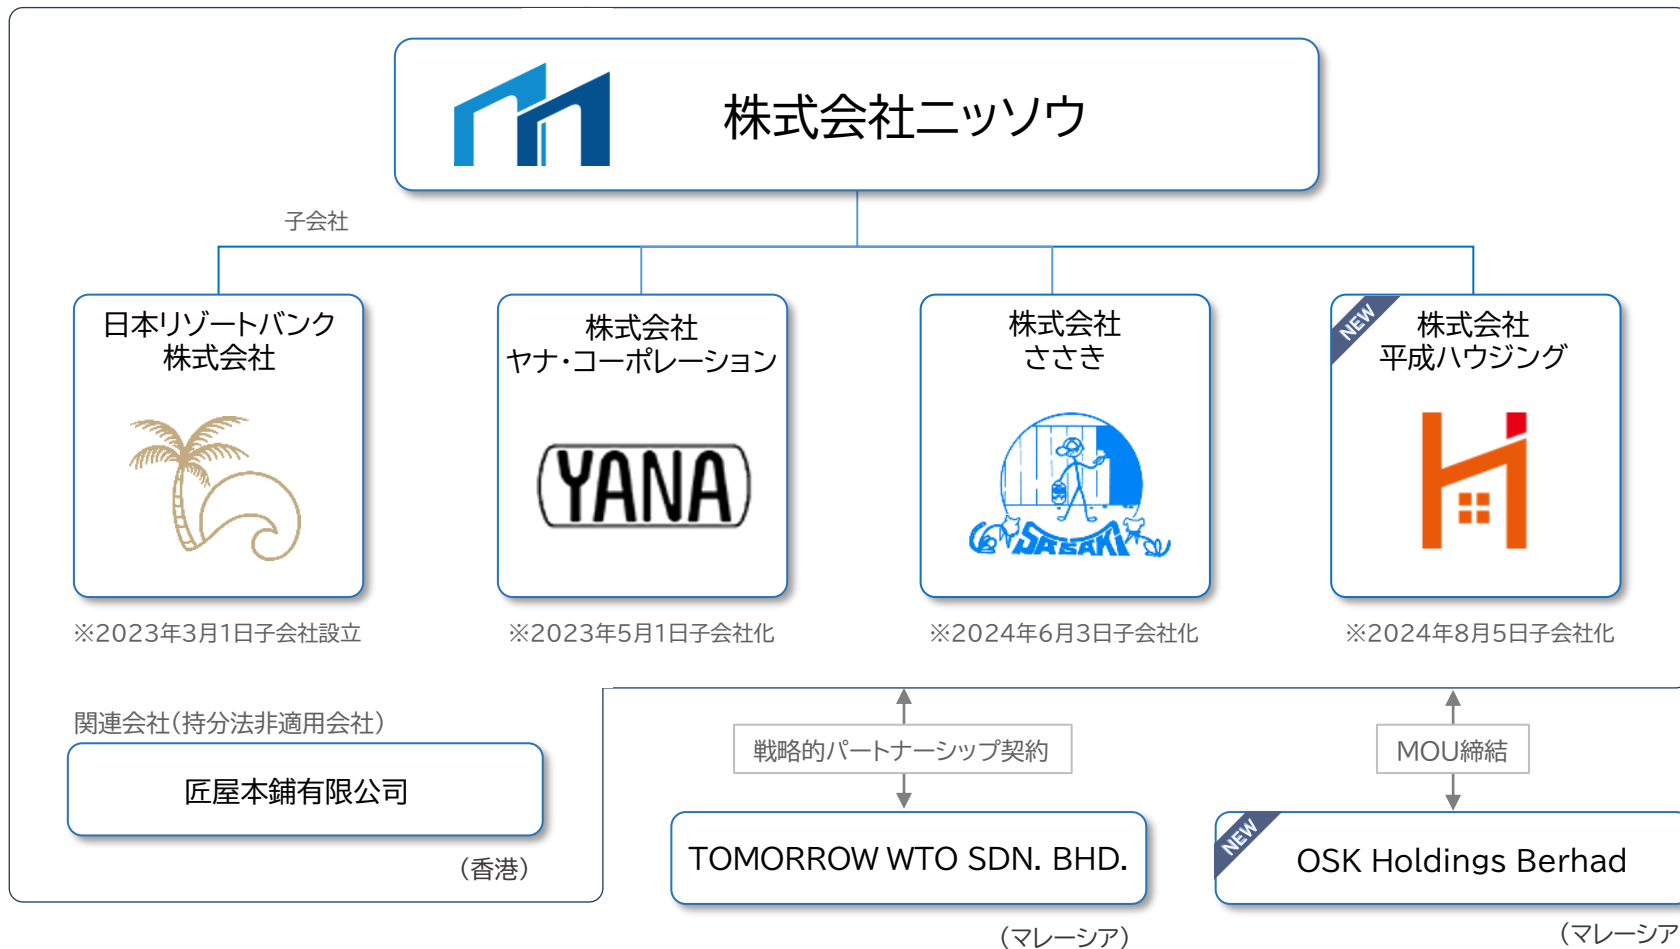 株式会社ニッソウ
子会社
日本リゾートバンク
株式会社
※2023年3月1日子会社設立
株式会社
ヤナ・コーポレーション
YANA
※2023年5月1日子会社化
株式会社
ささき
SASAKI
※2024年6月3日子会社化
NEW
株式会社
平成ハウジング
※2024年8月5日子会社化
関連会社（持分法非適用会社）
匠屋本鋪有限公司
（香港）
戦略的パートナーシップ契約
TOMORROW WTO SDN. BHD.
（マレーシア）
MOU締結
NEW
OSK Holdings Berhad
（マレーシア